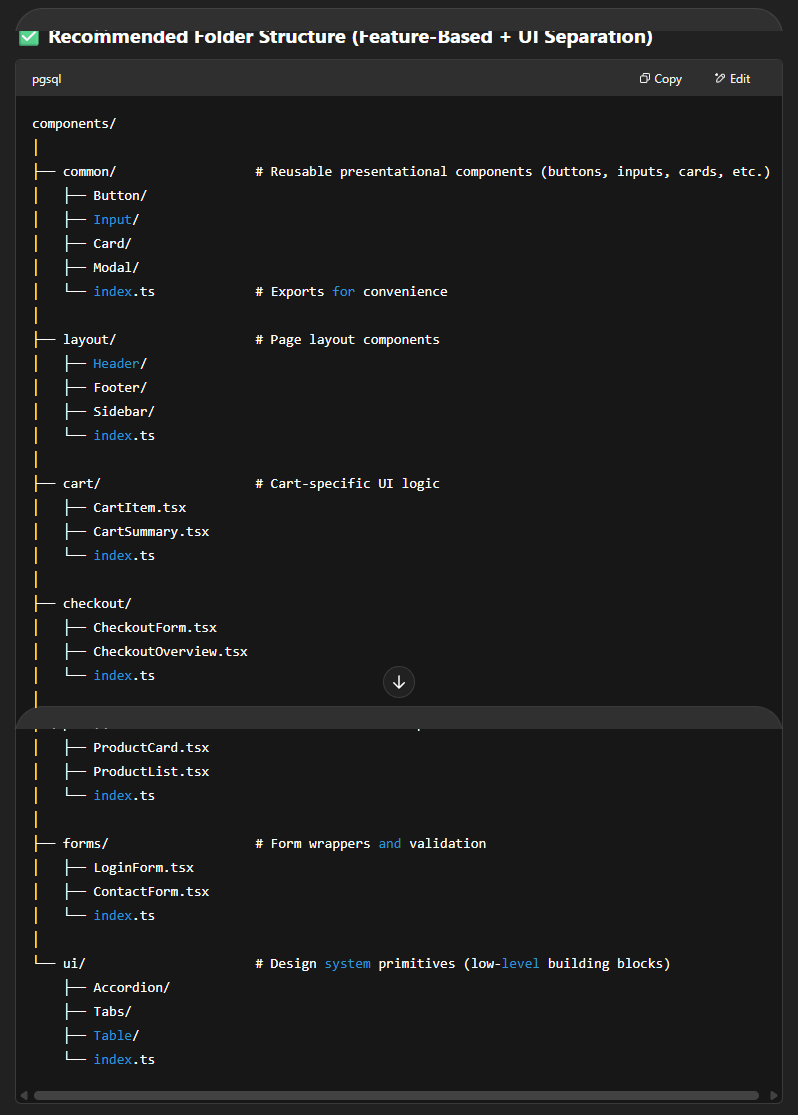 ✅ Recommended Folder Structure (Feature-Based + UI Separation)
pgsql Copy Edit
components/
│
├── common/                  # Reusable presentational components (buttons, inputs, cards, etc.)
│   ├── Button/
│   ├── Input/
│   ├── Card/
│   ├── Modal/
│   └── index.ts             # Exports for convenience
│
├── layout/                  # Page layout components
│   ├── Header/
│   ├── Footer/
│   ├── Sidebar/
│   └── index.ts
│
├── cart/                    # Cart-specific UI logic
│   ├── CartItem.tsx
│   ├── CartSummary.tsx
│   └── index.ts
│
├── checkout/
│   ├── CheckoutForm.tsx
│   ├── CheckoutOverview.tsx
│   └── index.ts
│
│   ├── ProductCard.tsx
│   ├── ProductList.tsx
│   └── index.ts
│
├── forms/                   # Form wrappers and validation
│   ├── LoginForm.tsx
│   ├── ContactForm.tsx
│   └── index.ts
│
└── ui/                      # Design system primitives (low-level building blocks)
    ├── Accordion/
    ├── Tabs/
    ├── Table/
    └── index.ts